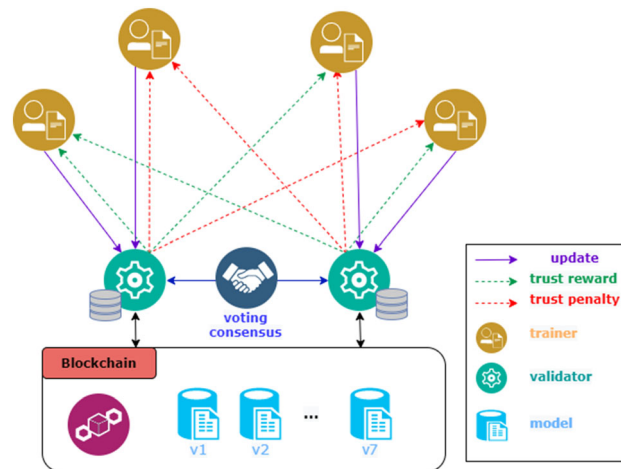 update
trust reward
trust penalty
voting
consensus
trainer
Blockchain
validator
...
model
v1
v2
v7